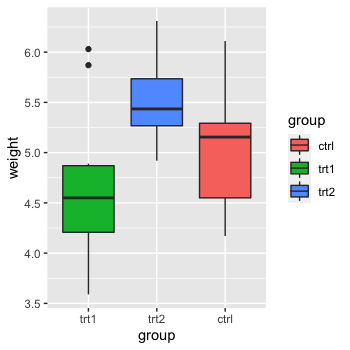 weight
6.0
5.5
5.0
4.5
4.0
3.5
trt1 trt2 ctrl
group
group
ctrl
trt1
trt2